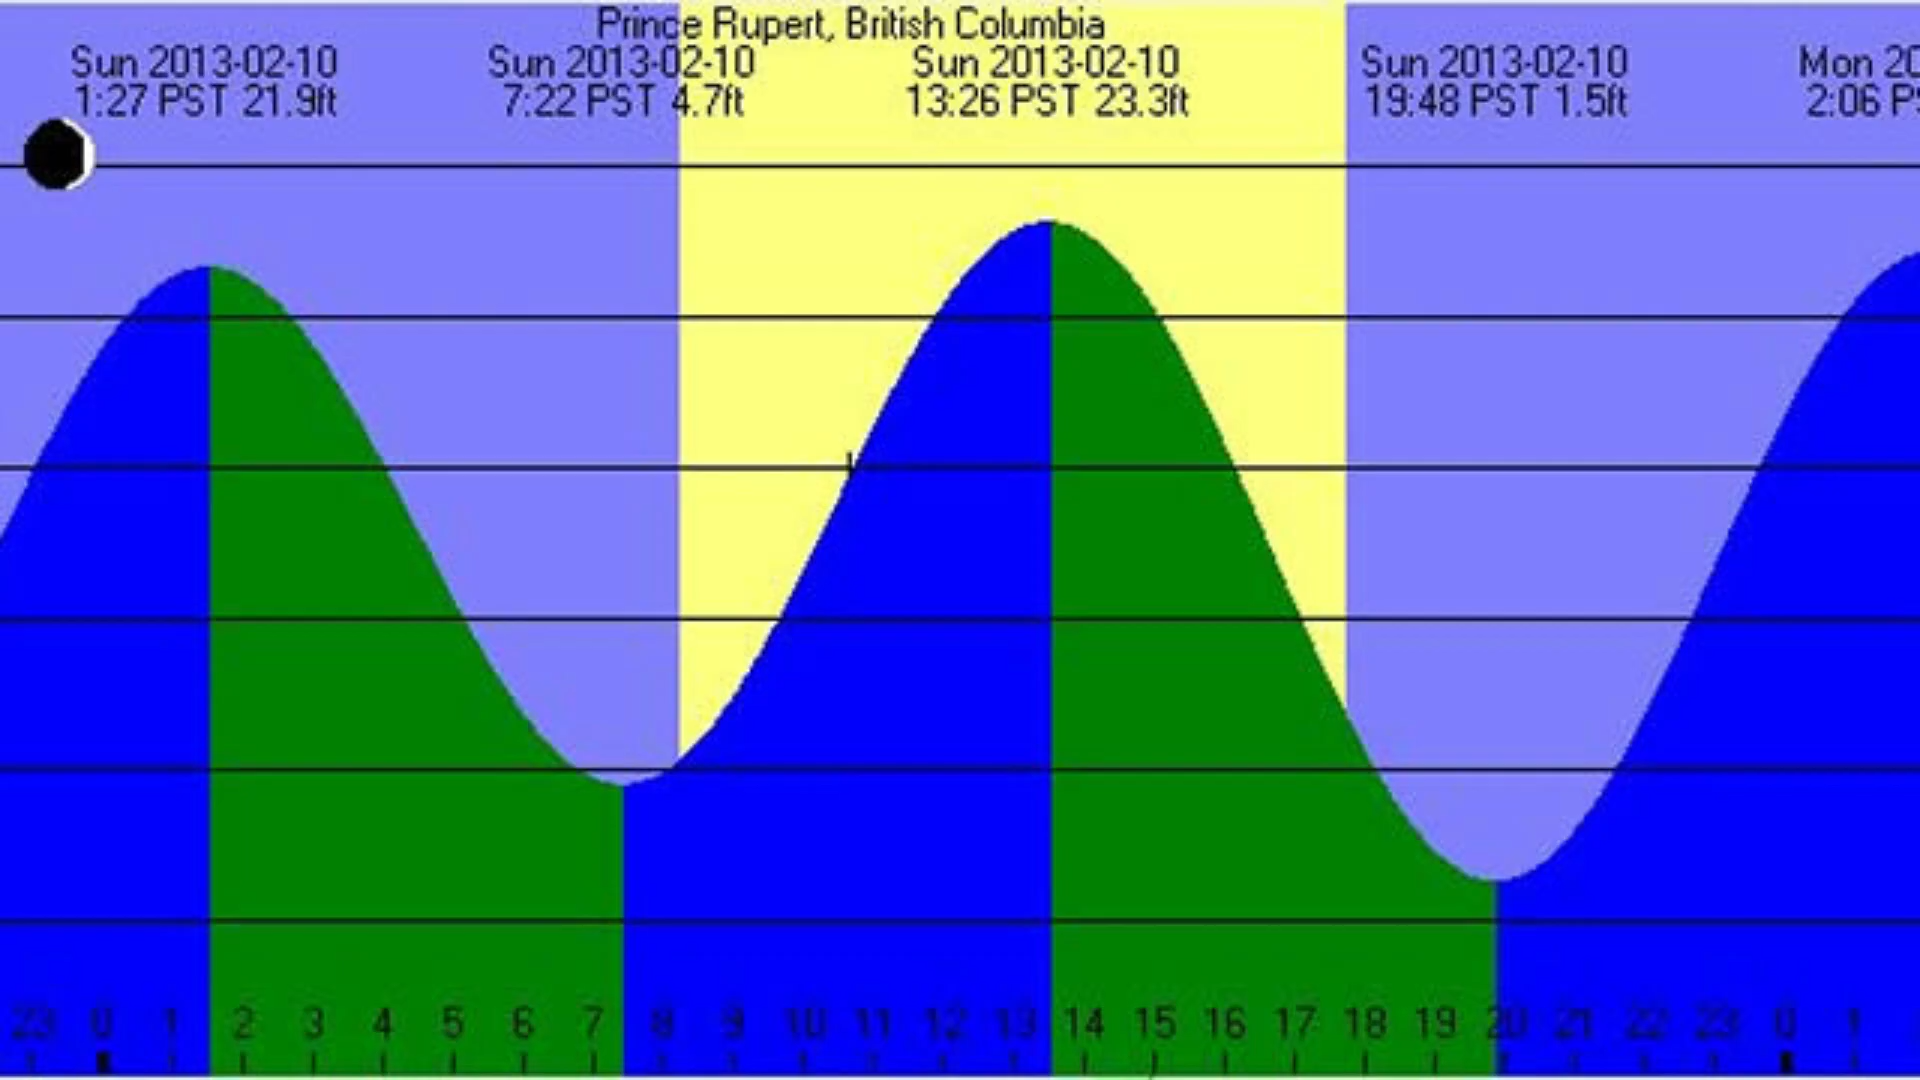 Prince Rupert, British Columbia
Sun 2013-02-10 Sun 2013-02-10 Sun 2013-02-10 Sun 2013-02-10 Mon 20
1:27 PST 21.9ft 7:22 PST 4.7ft 13:26 PST 23.3ft 19:48 PST 1.5ft 2:06 PS
23 0 1 2 3 4 5 6 7 8 9 10 11 12 13 14 15 16 17 18 19 20 21 22 23 0 1